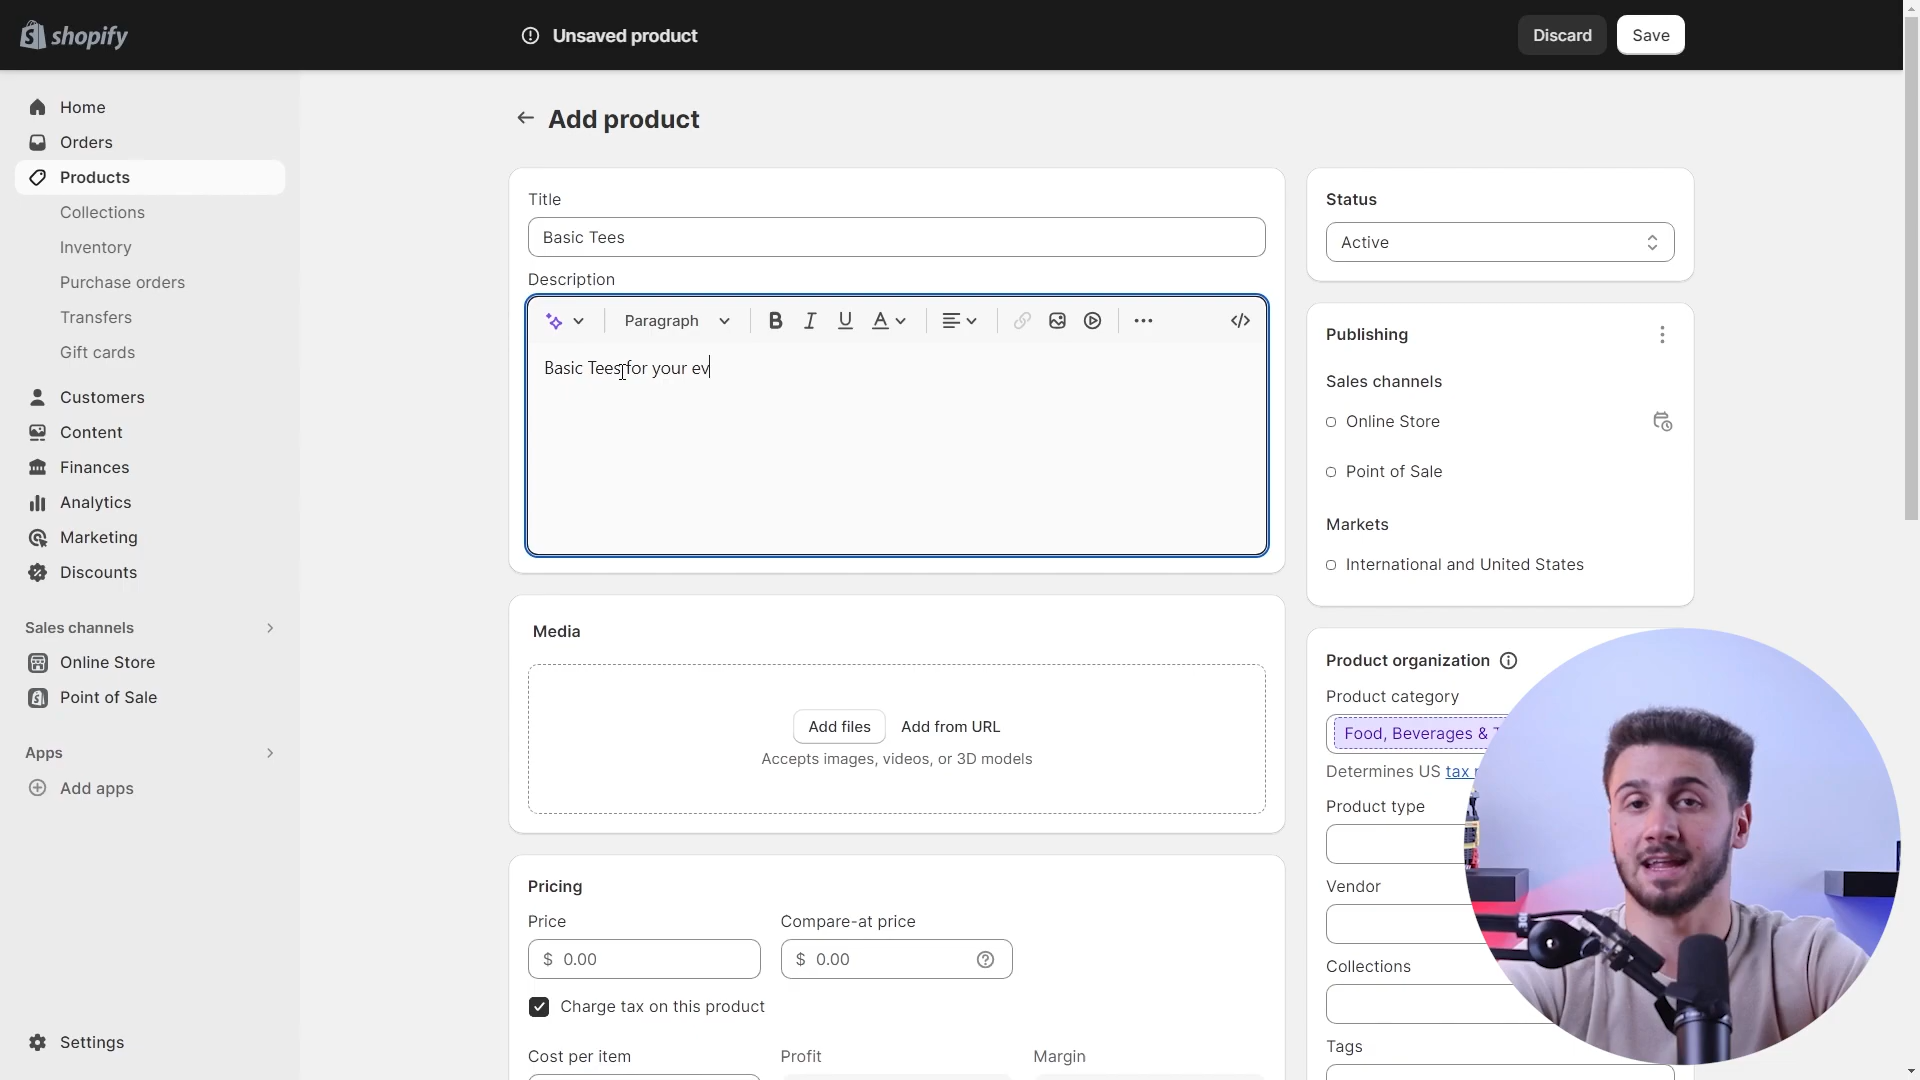 shopify
Unsaved product
Discard
Save
Home
Orders
Products
Collections
Inventory
Purchase orders
Transfers
Gift cards
Customers
Content
Finances
Analytics
Marketing
Discounts
Sales channels
Online Store
Point of Sale
Apps
Add apps
Settings
Add product
Title
Basic Tees
Description
Paragraph
Basic Tees for your ev
Media
Add files Add from URL
Accepts images, videos, or 3D models
Pricing
Price Compare-at price
$ 0.00 $ 0.00
Charge tax on this product
Cost per item Profit Margin
Status
Active
Publishing
Sales channels
Online Store
Point of Sale
Markets
International and United States
Product organization
Product category
Food, Beverages &
Determines US tax
Product type
Vendor
Collections
Tags